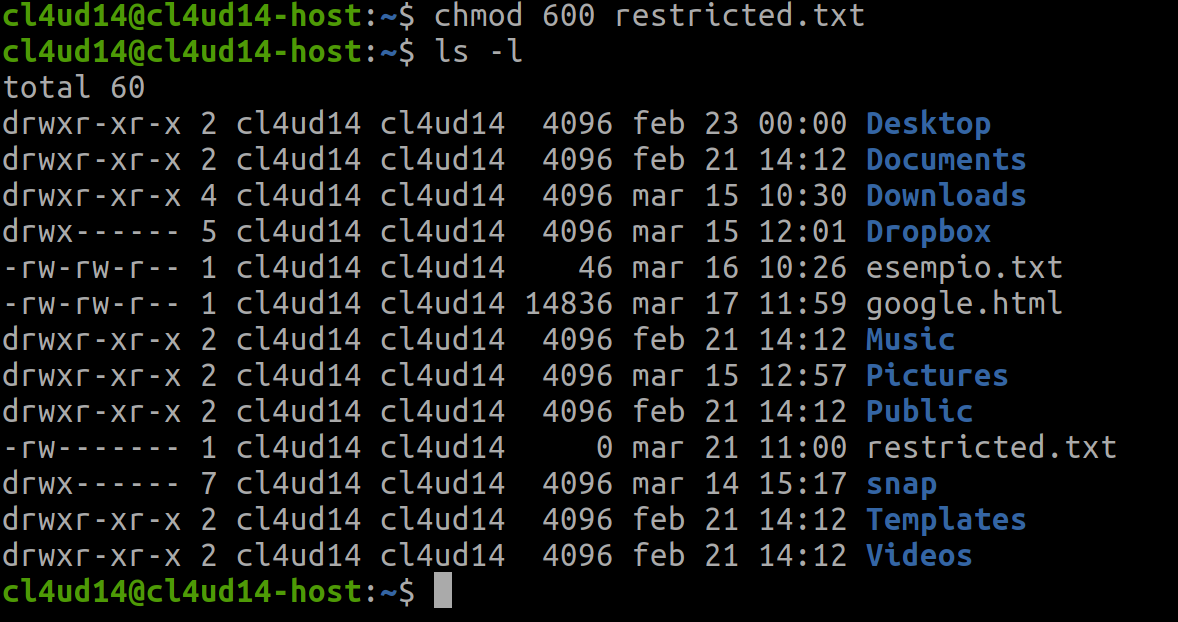 cl4ud14@cl4ud14-host:~$ chmod 600 restricted.txt
cl4ud14@cl4ud14-host:~$ ls -l
total 60
drwxr-xr-x 2 cl4ud14 cl4ud14  4096 feb 23 00:00 Desktop
drwxr-xr-x 2 cl4ud14 cl4ud14  4096 feb 21 14:12 Documents
drwxr-xr-x 4 cl4ud14 cl4ud14  4096 mar 15 10:30 Downloads
drwx------ 5 cl4ud14 cl4ud14  4096 mar 15 12:01 Dropbox
-rw-rw-r-- 1 cl4ud14 cl4ud14    46 mar 16 10:26 esempio.txt
-rw-rw-r-- 1 cl4ud14 cl4ud14 14836 mar 17 11:59 google.html
drwxr-xr-x 2 cl4ud14 cl4ud14  4096 feb 21 14:12 Music
drwxr-xr-x 2 cl4ud14 cl4ud14  4096 mar 15 12:57 Pictures
drwxr-xr-x 2 cl4ud14 cl4ud14  4096 feb 21 14:12 Public
-rw------- 1 cl4ud14 cl4ud14     0 mar 21 11:00 restricted.txt
drwx------ 7 cl4ud14 cl4ud14  4096 mar 14 15:17 snap
drwxr-xr-x 2 cl4ud14 cl4ud14  4096 feb 21 14:12 Templates
drwxr-xr-x 2 cl4ud14 cl4ud14  4096 feb 21 14:12 Videos
cl4ud14@cl4ud14-host:~$